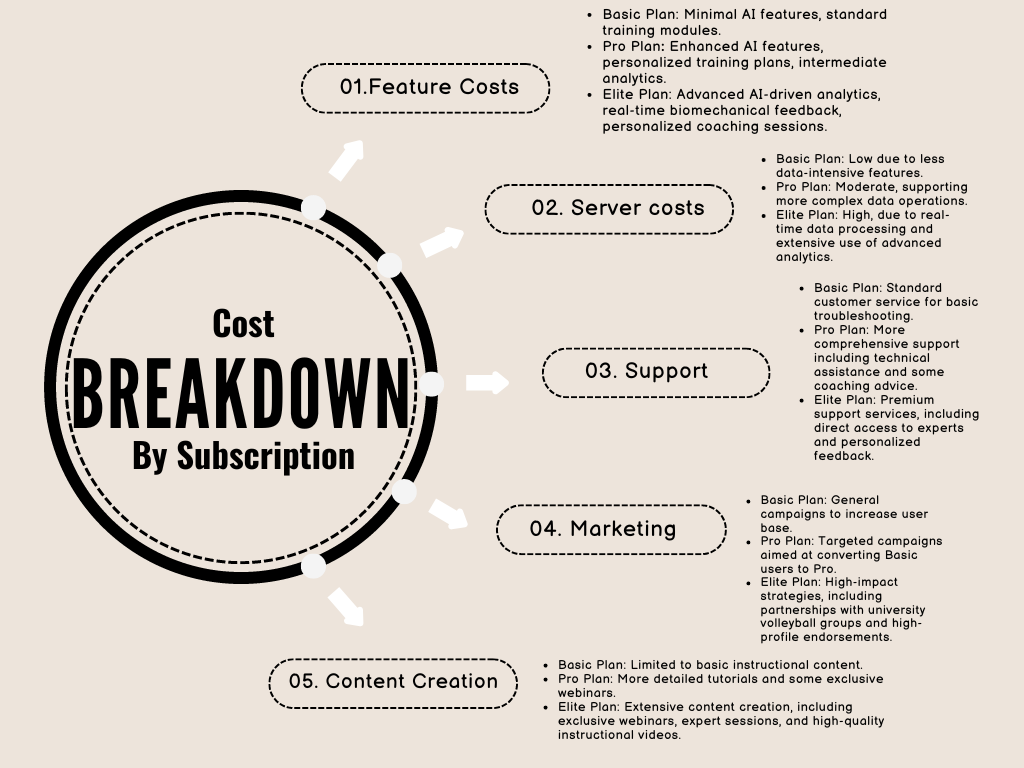 Cost
BREAKDOWN
By Subscription
01.Feature Costs
• Basic Plan: Minimal AI features, standard
training modules.
• Pro Plan: Enhanced AI features,
personalized training plans, intermediate
analytics.
• Elite Plan: Advanced AI-driven analytics,
real-time biomechanical feedback,
personalized coaching sessions.
02. Server costs
• Basic Plan: Low due to less
data-intensive features.
• Pro Plan: Moderate, supporting
more complex data operations.
• Elite Plan: High, due to real-
time data processing and
extensive use of advanced
analytics.
03. Support
• Basic Plan: Standard
customer service for basic
troubleshooting.
• Pro Plan: More
comprehensive support
including technical
assistance and some
coaching advice.
• Elite Plan: Premium
support services, including
direct access to experts
and personalized
feedback.
04. Marketing
• Basic Plan: General
campaigns to increase user
base.
• Pro Plan: Targeted campaigns
aimed at converting Basic
users to Pro.
• Elite Plan: High-impact
strategies, including
partnerships with university
volleyball groups and high-
profile endorsements.
05. Content Creation
• Basic Plan: Limited to basic instructional content.
• Pro Plan: More detailed tutorials and some exclusive
webinars.
• Elite Plan: Extensive content creation, including
exclusive webinars, expert sessions, and high-quality
instructional videos.